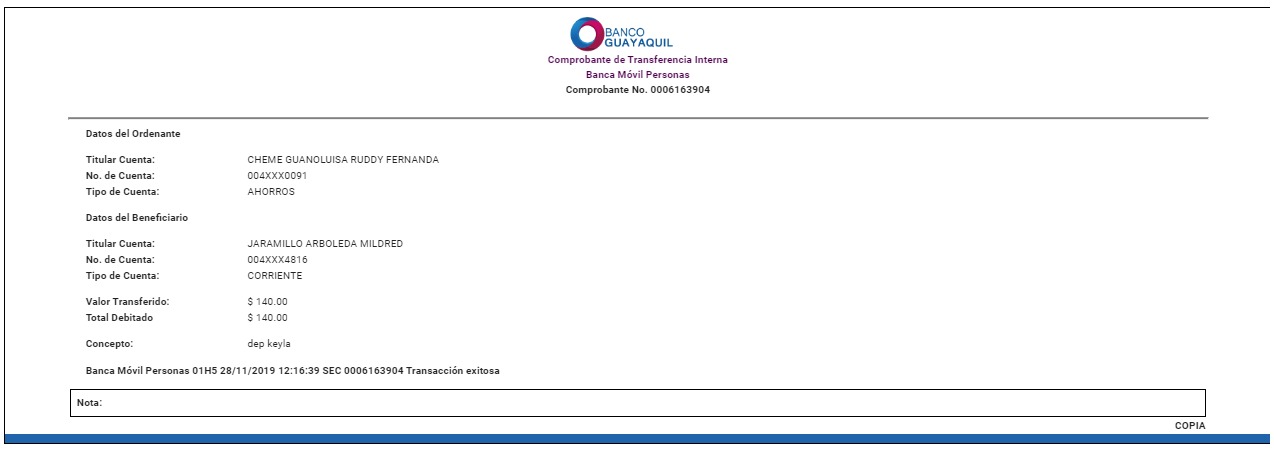 BANCO
GUAYAQUIL
Comprobante de Transferencia Interna
Banca Móvil Personas
Comprobante No. 0006163904
Datos del Ordenante
Titular Cuenta: CHEME GUANOLUISA RUDDY FERNANDA
No. de Cuenta: 004XXX0091
Tipo de Cuenta: AHORROS
Datos del Beneficiario
Titular Cuenta: JARAMILLO ARBOLEDA MILDRED
No. de Cuenta: 004XXX4816
Tipo de Cuenta: CORRIENTE
Valor Transferido: $ 140.00
Total Debitado $ 140.00
Concepto: dep keyla
Banca Móvil Personas 01H5 28/11/2019 12:16:39 SEC 0006163904 Transacción exitosa
Nota:
COPIA